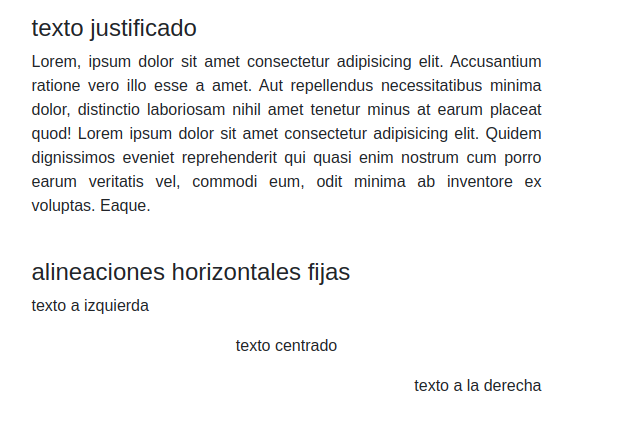 texto justificado
Lorem, ipsum dolor sit amet consectetur adipisicing elit. Accusantium
ratione vero illo esse a amet. Aut repellendus necessitatibus minima
dolor, distinctio laboriosam nihil amet tenetur minus at earum placeat
quod! Lorem ipsum dolor sit amet consectetur adipisicing elit. Quidem
dignissimos eveniet reprehenderit qui quasi enim nostrum cum porro
earum veritatis vel, commodi eum, odit minima ab inventore ex
voluptas. Eaque.
alineaciones horizontales fijas
texto a izquierda
texto centrado
texto a la derecha